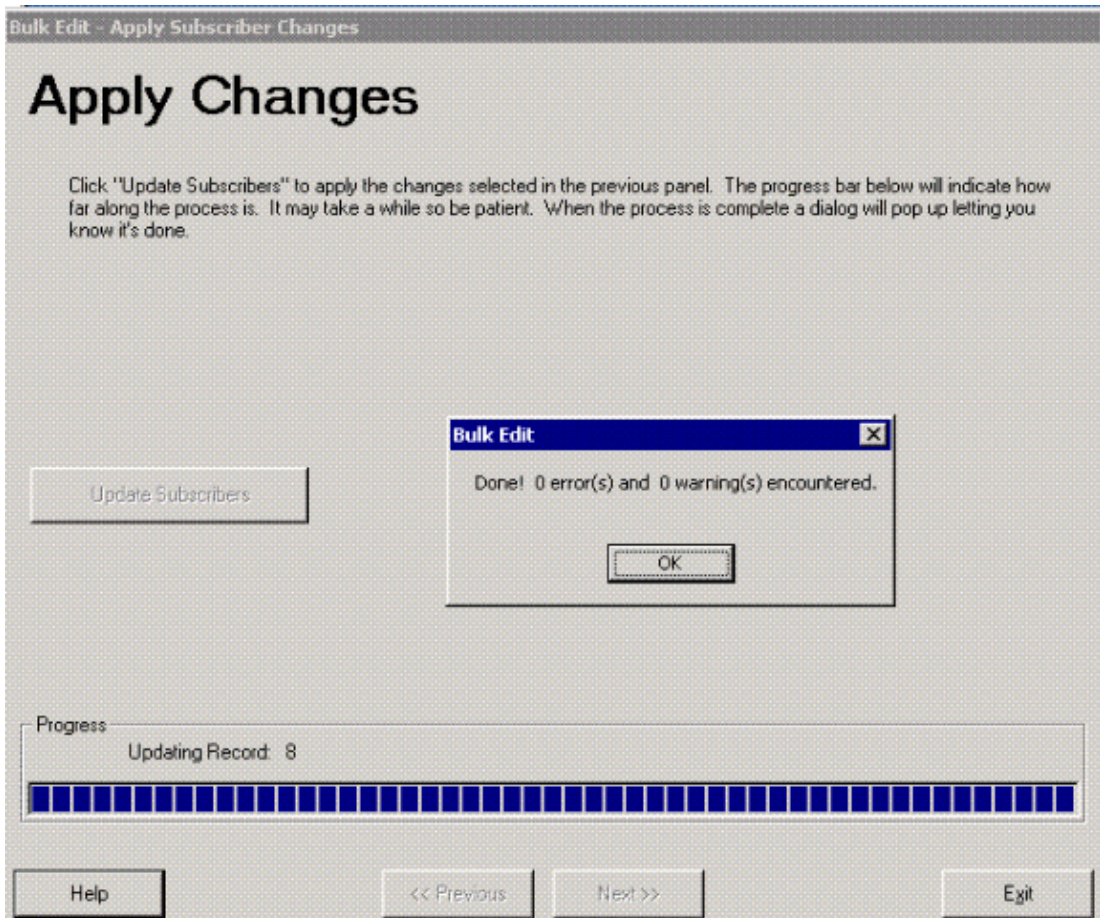 Bulk Edit - Apply Subscriber Changes
Apply Changes
Click "Update Subscribers" to apply the changes selected in the previous panel. The progress bar below will indicate how
far along the process is. It may take a while so be patient. When the process is complete a dialog will pop up letting you
know it's done.
Bulk Edit
Done! 0 error(s) and 0 warning(s) encountered.
Update Subscribers
OK
Progress
Updating Record: 8
Help
<< Previous
Next >>
Exit